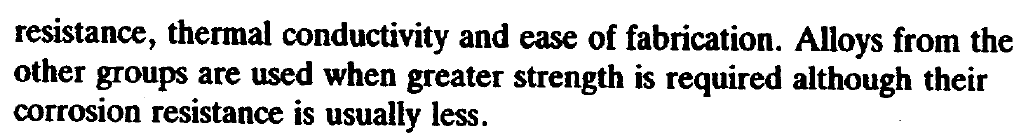 resistance, thermal conductivity and ease of fabrication. Alloys from the
other groups are used when greater strength is required although their
corrosion resistance is usually less.